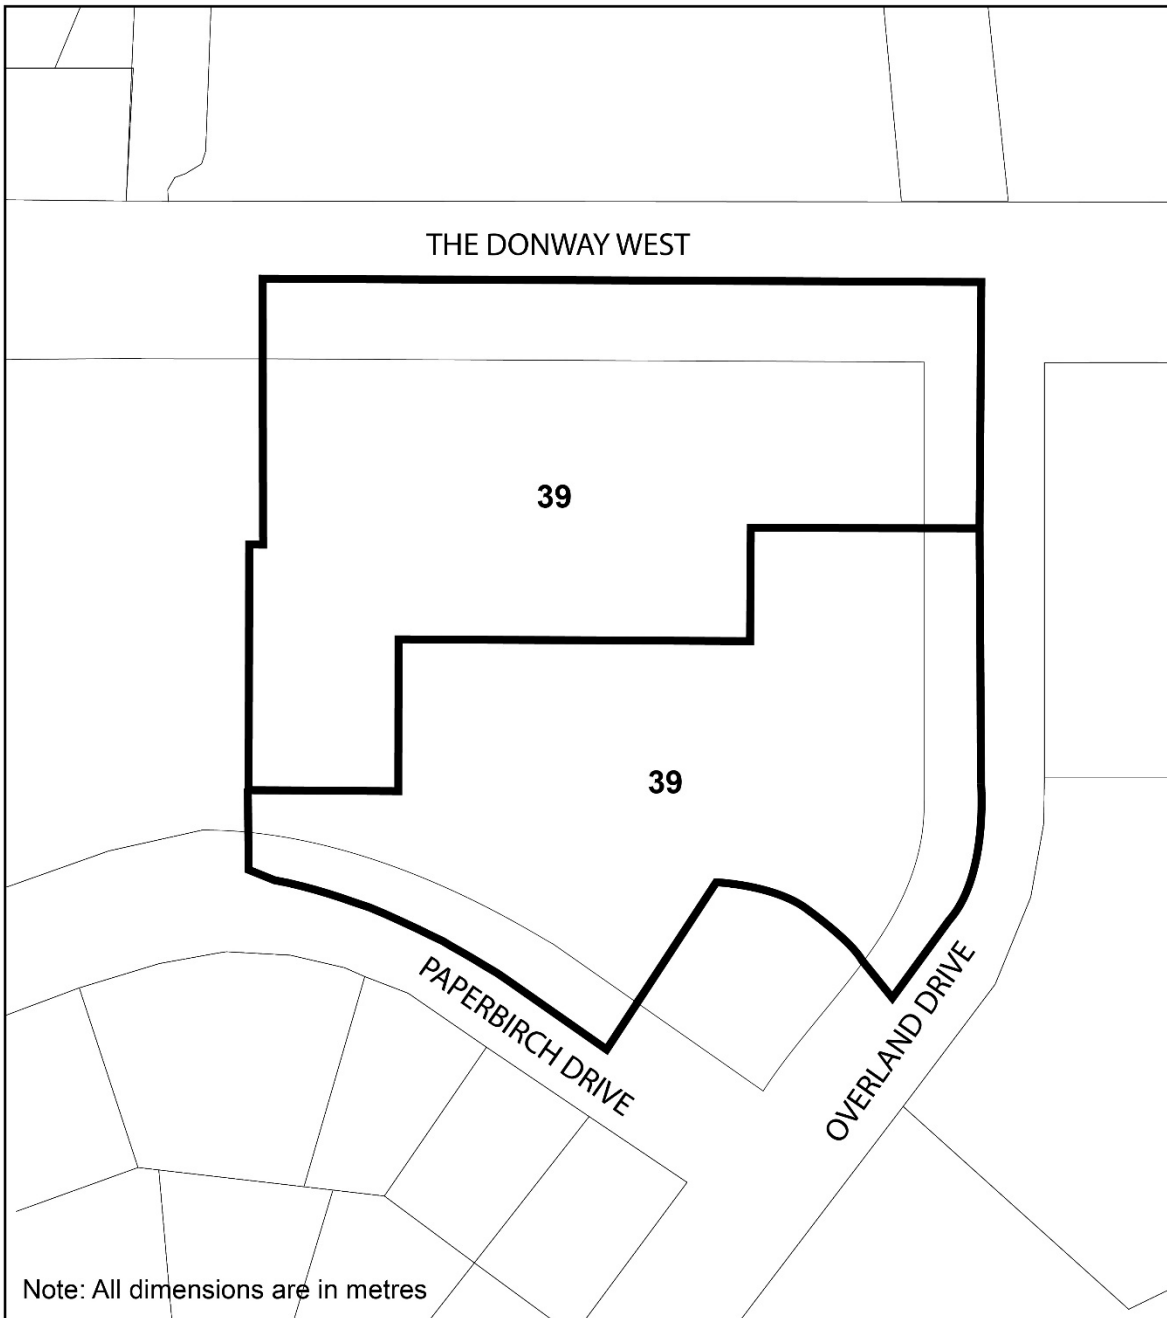 THE DONWAY WEST
39
39
PAPERBIRCH DRIVE
OVERLAND DRIVE
Note: All dimensions are in metres